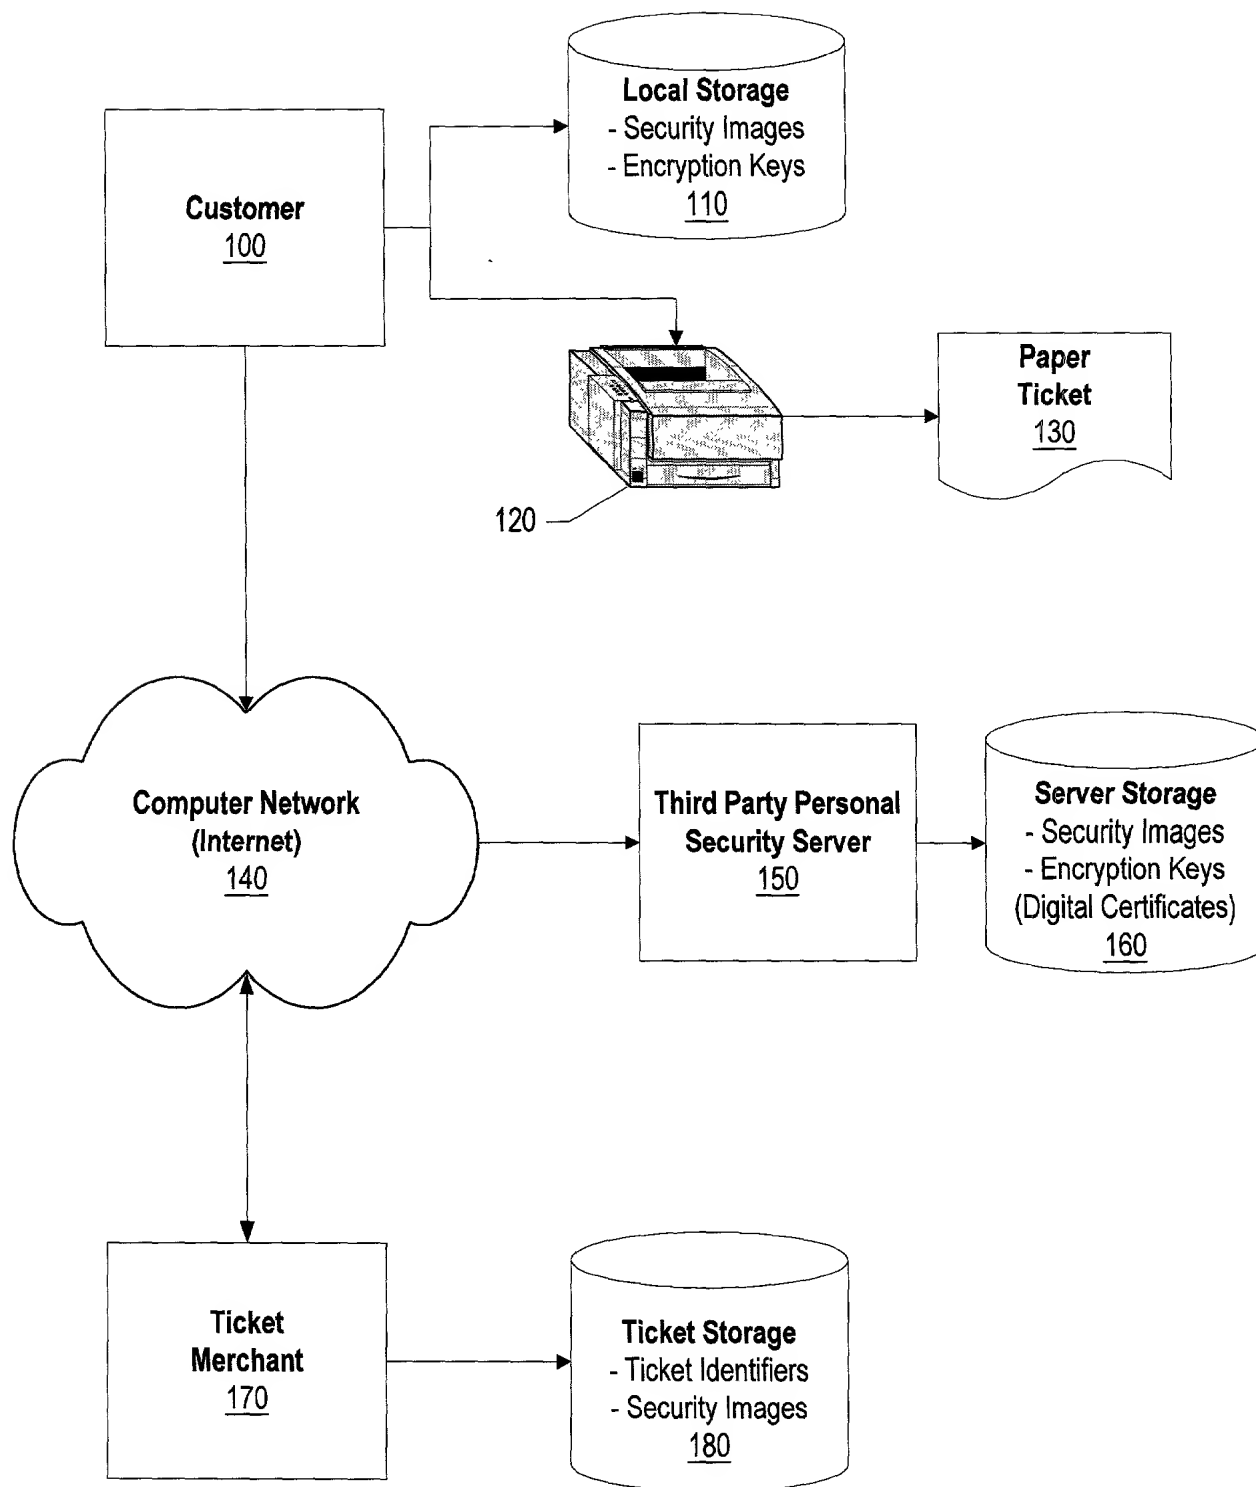 Local Storage
- Security Images
- Encryption Keys
110
Customer
100
Paper
Ticket
130
120
Computer Network
(Internet)
140
Third Party Personal
Security Server
150
Server Storage
- Security Images
- Encryption Keys
(Digital Certificates)
160
Ticket
Merchant
170
Ticket Storage
- Ticket Identifiers
- Security Images
180